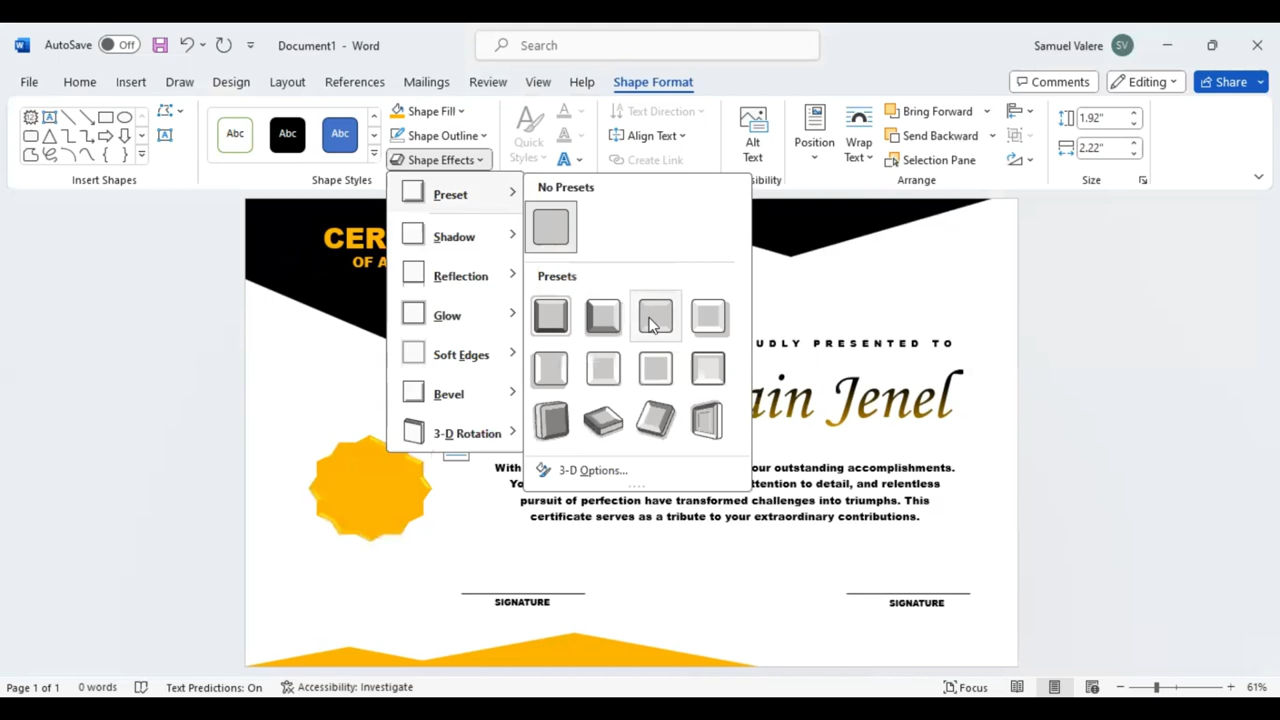 AutoSave Off Document1 - Word Search Samuel Valere SV
File Home Insert Draw Design Layout References Mailings Review View Help Shape Format Comments Editing Share
Abc Abc Abc
Shape Fill
Shape Outline
Shape Effects
Quick
Styles
Text Direction
Align Text
Create Link
Alt
Text
Position
Wrap
Text
Bring Forward
Send Backward
Selection Pane
1.92"
2.22"
Insert Shapes Shape Styles sibility Arrange Size
Preset
Shadow
Reflection
Glow
Soft Edges
Bevel
3-D Rotation
No Presets
Presets
3-D Options...
CER
OF A
UDLY PRESENTED TO
ain Jenel
With our outstanding accomplishments.
Yo ttention to detail, and relentless
pursuit of perfection have transformed challenges into triumphs. This
certificate serves as a tribute to your extraordinary contributions.
SIGNATURE SIGNATURE
Page 1 of 1 0 words Text Predictions: On Accessibility: Investigate Focus 61%